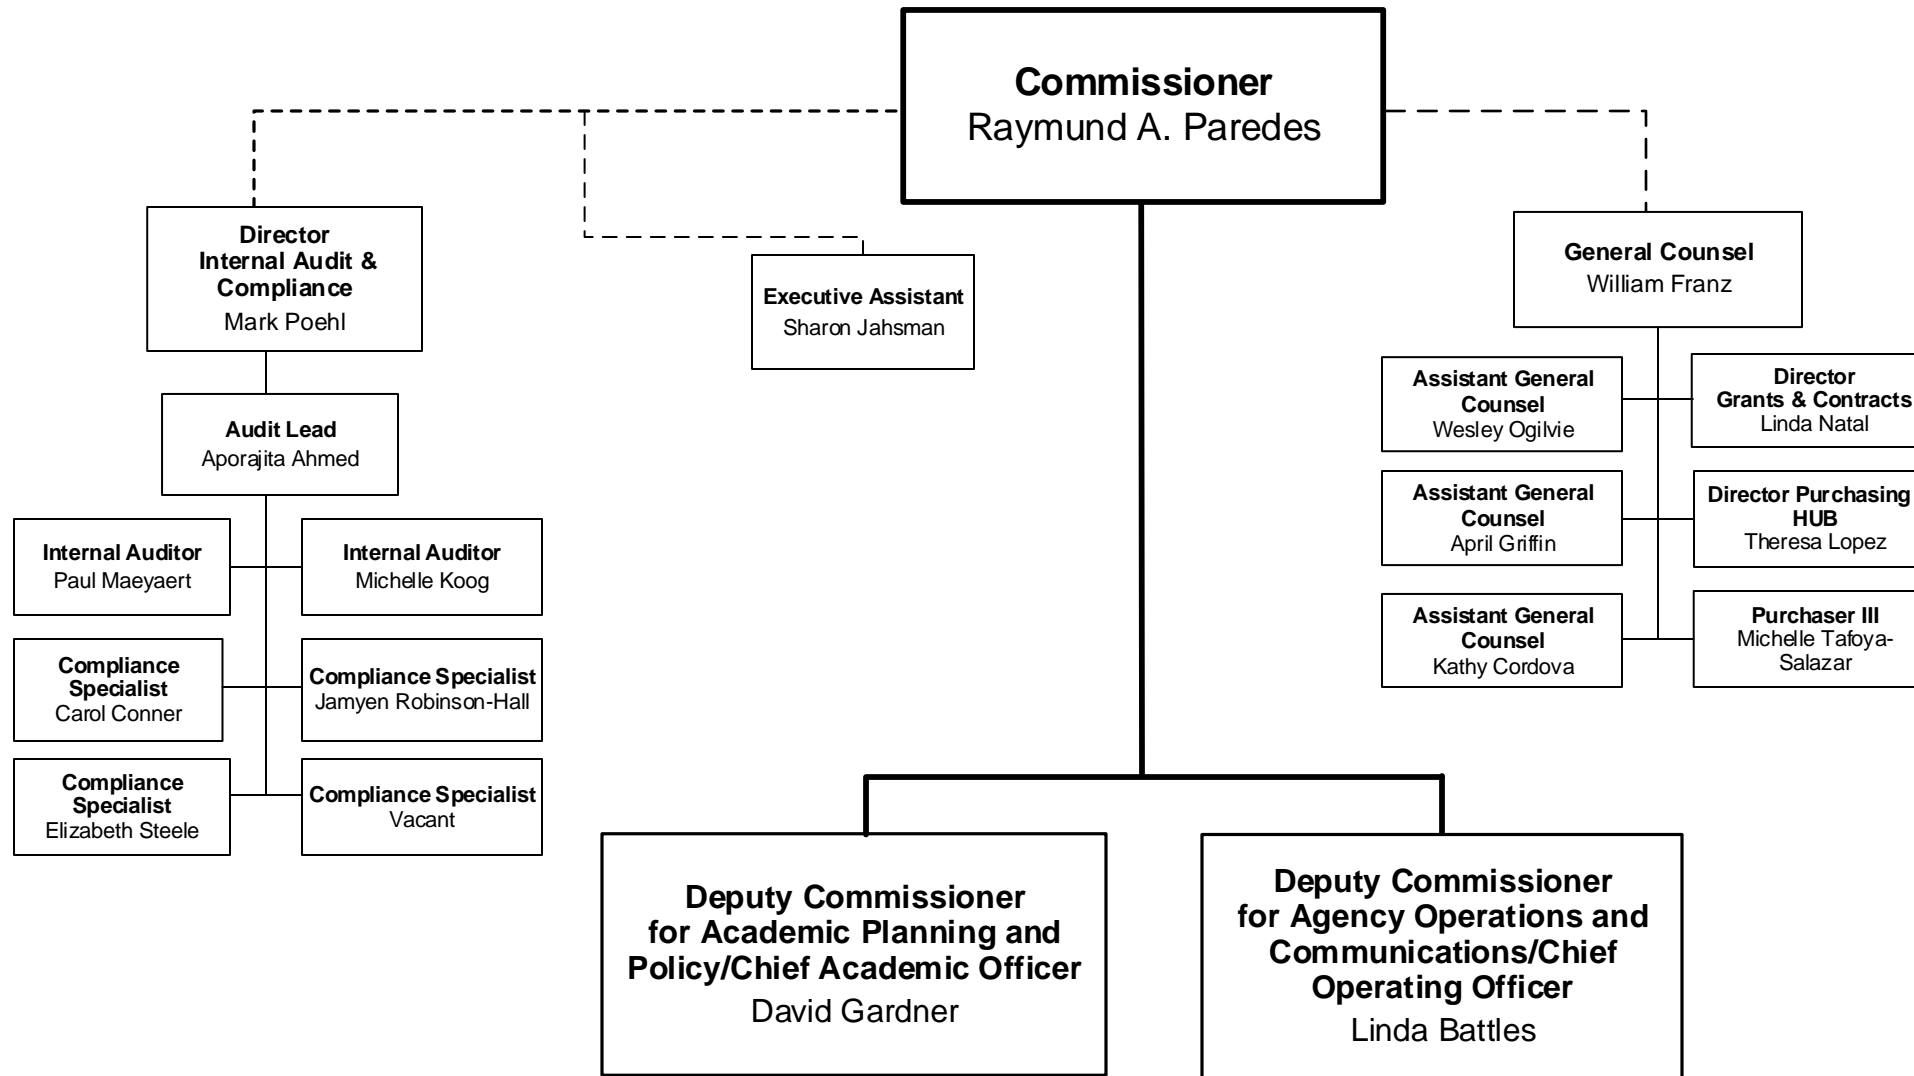 Commissioner
Raymund A. Paredes
Director
Internal Audit &
Compliance
Mark Poehl
Executive Assistant
Sharon Jahsman
General Counsel
William Franz
Audit Lead
Aporajita Ahmed
Internal Auditor
Paul Maeyaert
Internal Auditor
Michelle Koog
Compliance
Specialist
Carol Conner
Compliance Specialist
Jamyen Robinson-Hall
Compliance
Specialist
Elizabeth Steele
Compliance Specialist
Vacant
Assistant General
Counsel
Wesley Ogilvie
Director
Grants & Contracts
Linda Natal
Assistant General
Counsel
April Griffin
Director Purchasing
HUB
Theresa Lopez
Assistant General
Counsel
Kathy Cordova
Purchaser III
Michelle Tafoya-
Salazar
Deputy Commissioner
for Academic Planning and
Policy/Chief Academic Officer
David Gardner
Deputy Commissioner
for Agency Operations and
Communications/Chief
Operating Officer
Linda Battles